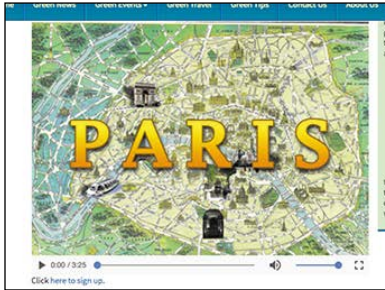 Green News Green Events Green Travel Green Tips Contact Us About Us
PARIS
0:00 / 3:25
Click here to sign up.